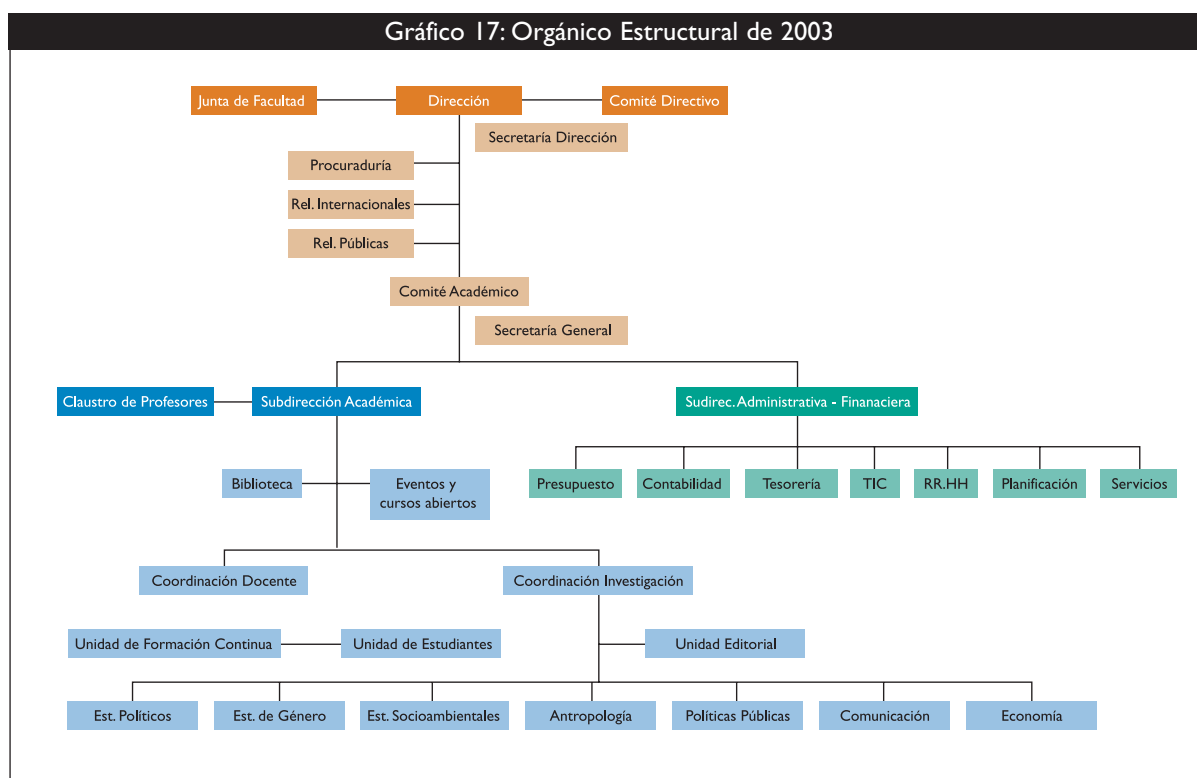 Gráfico 17: Orgánico Estructural de 2003
Junta de Facultad
Dirección
Comité Directivo
Secretaría Dirección
Procuraduría
Rel. Internacionales
Rel. Públicas
Comité Académico
Secretaría General
Claustro de Profesores
Subdirección Académica
Sudirec. Administrativa - Finanaciera
Biblioteca
Eventos y
cursos abiertos
Presupuesto
Contabilidad
Tesorería
TIC
RR.HH
Planificación
Servicios
Coordinación Docente
Coordinación Investigación
Unidad de Formación Continua
Unidad de Estudiantes
Unidad Editorial
Est. Políticos
Est. de Género
Est. Socioambientales
Antropología
Políticas Públicas
Comunicación
Economía